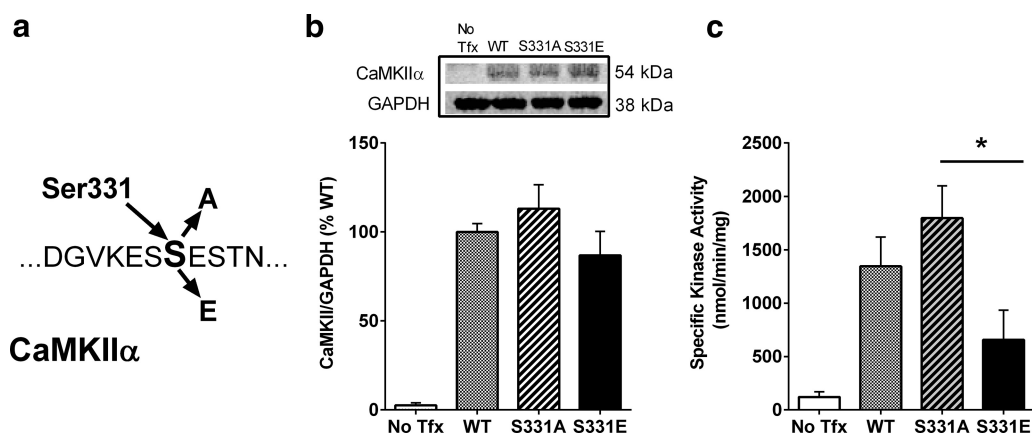 a
Ser331
A
...DGVKESSESTN...
E
CaMKIIα
b
No
Tfx WT S331A S331E
CaMKIIα 54 kDa
GAPDH 38 kDa
CaMKII/GAPDH (% WT)
150
100
50
0
No Tfx WT S331A S331E
c
Specific Kinase Activity
(nmol/min/mg)
2500
2000
1500
1000
500
0
*
No Tfx WT S331A S331E